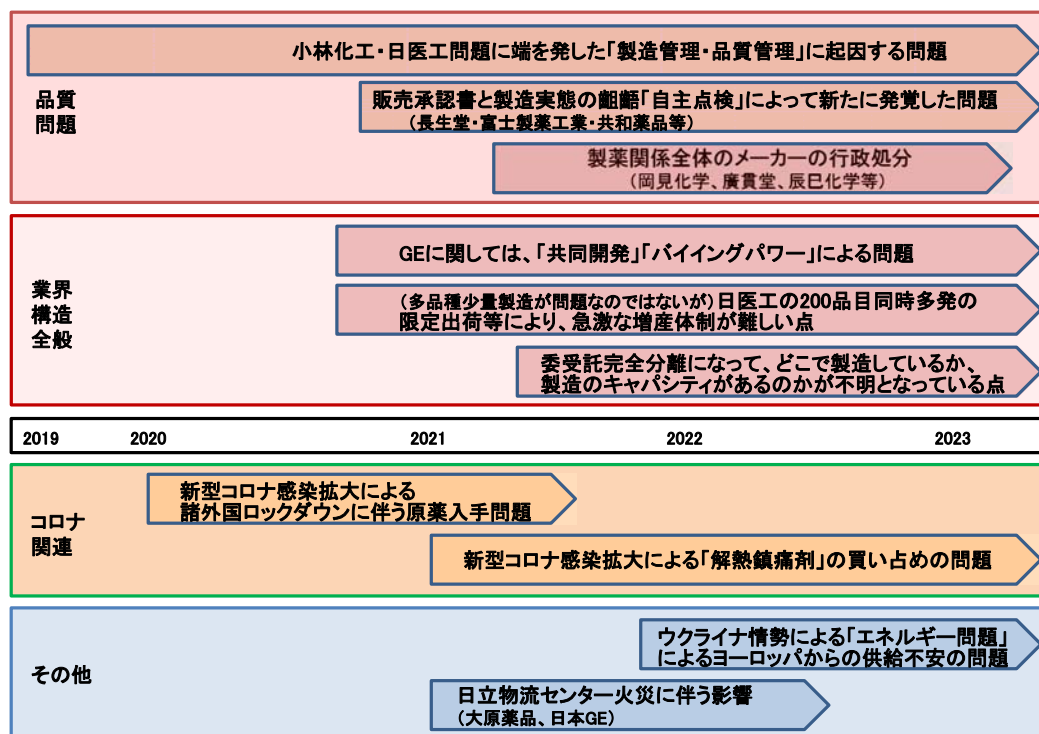 品質
問題
小林化工・日医工問題に端を発した「製造管理・品質管理」に起因する問題
販売承認書と製造実態の齟齬「自主点検」によって新たに発覚した問題
（長生堂・富士製薬工業・共和薬品等）
製薬関係全体のメーカーの行政処分
（岡見化学、廣貫堂、辰巳化学等）
業界
構造
全般
GEに関しては、「共同開発」「バイイングパワー」による問題
（多品種少量製造が問題なのではないが）日医工の200品目同時多発の
限定出荷等により、急激な増産体制が難しい点
委受託完全分離になって、どこで製造しているか、
製造のキャパシティがあるのかが不明となっている点
2019 2020 2021 2022 2023
コロナ
関連
新型コロナ感染拡大による
諸外国ロックダウンに伴う原薬入手問題
新型コロナ感染拡大による「解熱鎮痛剤」の買い占めの問題
その他
ウクライナ情勢による「エネルギー問題」
によるヨーロッパからの供給不安の問題
日立物流センター火災に伴う影響
（大原薬品、日本GE）